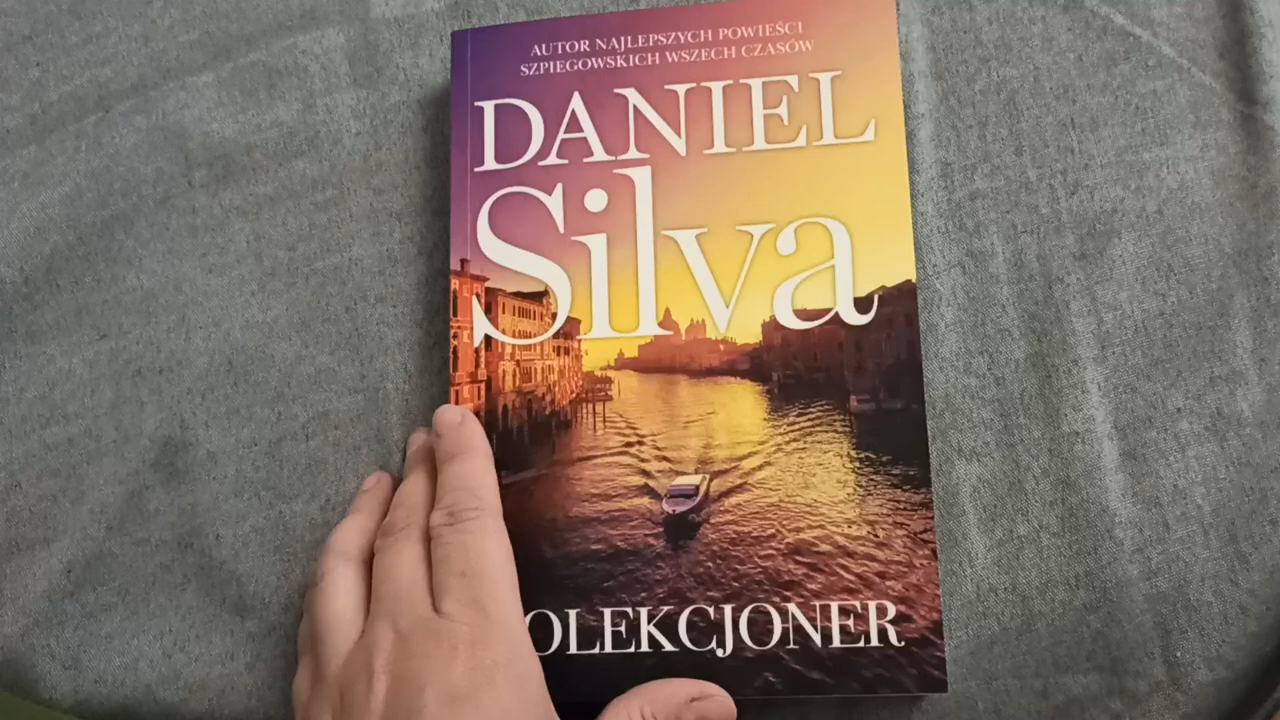 AUTOR NAJLEPSZYCH POWIEŚCI
SZPIEGOWSKICH WSZECH CZASÓW
DANIEL
Silva
OLEKCJONER